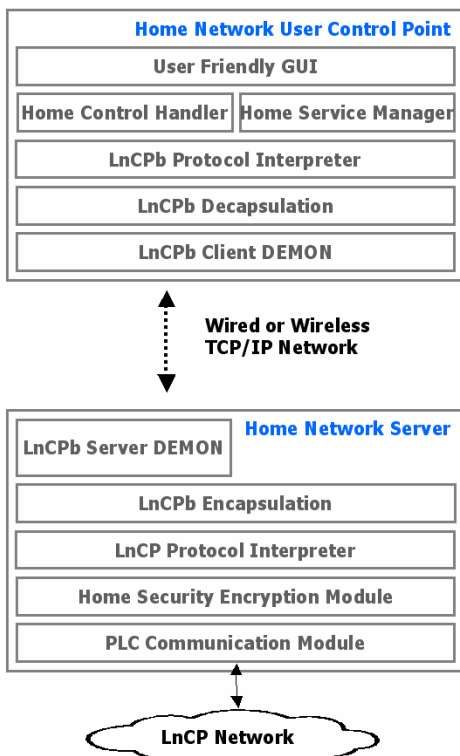 Home Network User Control Point
User Friendly GUI
Home Control Handler
Home Service Manager
LnCPb Protocol Interpreter
LnCPb Decapsulation
LnCPb Client DEMON
Wired or Wireless
TCP/IP Network
Home Network Server
LnCPb Server DEMON
LnCPb Encapsulation
LnCP Protocol Interpreter
Home Security Encryption Module
PLC Communication Module
LnCP Network